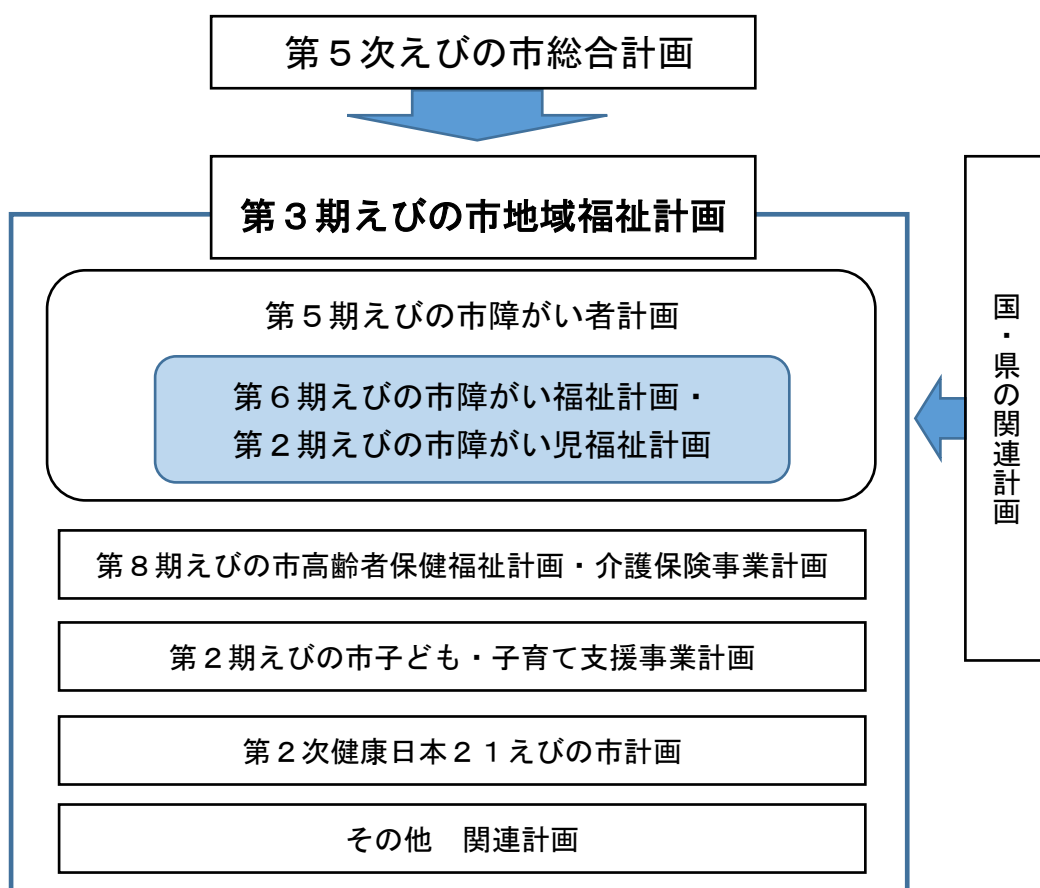 第５次えびの市総合計画
第３期えびの市地域福祉計画
第５期えびの市障がい者計画
第６期えびの市障がい福祉計画・
第２期えびの市障がい児福祉計画
第８期えびの市高齢者保健福祉計画・介護保険事業計画
第２期えびの市子ども・子育て支援事業計画
第２次健康日本２１えびの市計画
その他　関連計画
国・県の関連計画